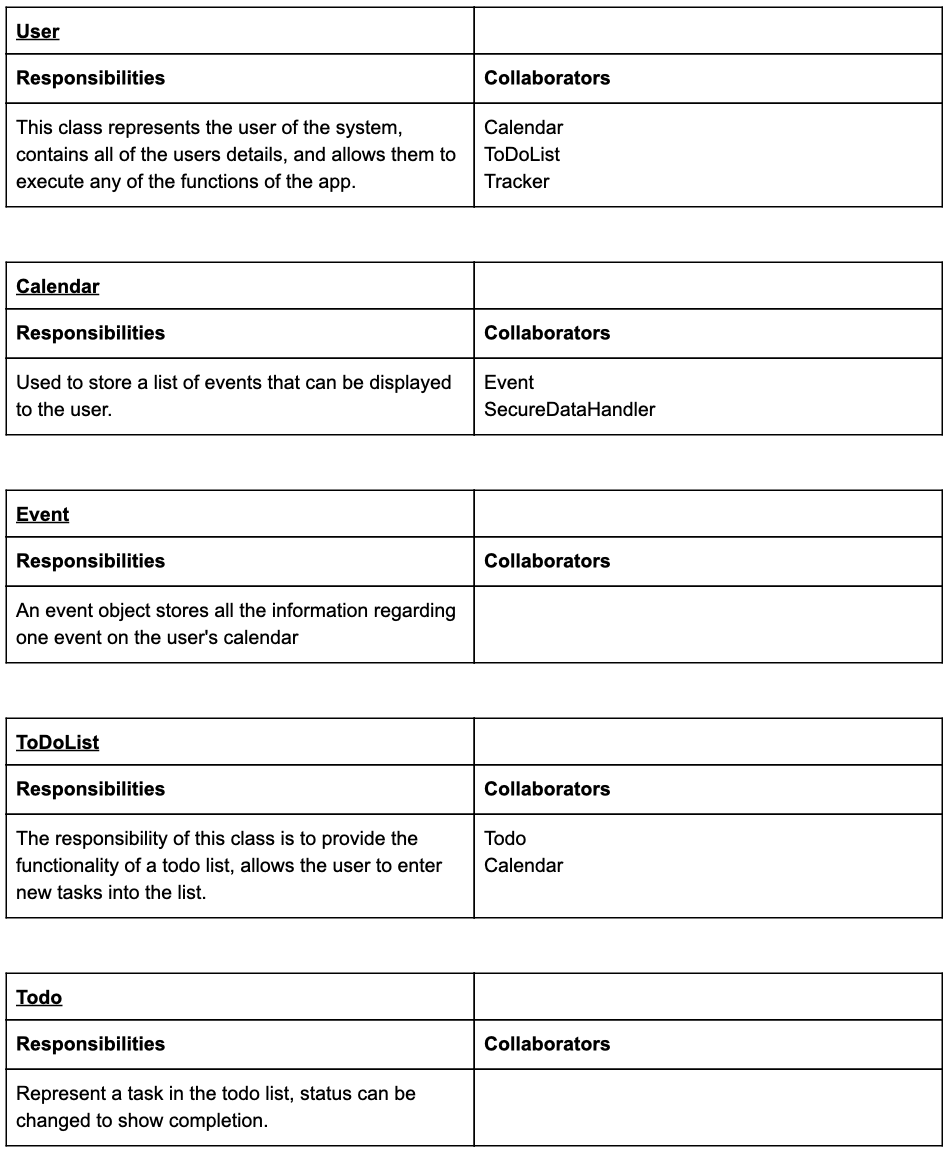 User
Responsibilities
Collaborators
This class represents the user of the system,
contains all of the users details, and allows them to
execute any of the functions of the app.
Calendar
ToDoList
Tracker
Calendar
Responsibilities
Collaborators
Used to store a list of events that can be displayed
to the user.
Event
SecureDataHandler
Event
Responsibilities
Collaborators
An event object stores all the information regarding
one event on the user's calendar
ToDoList
Responsibilities
Collaborators
The responsibility of this class is to provide the
functionality of a todo list, allows the user to enter
new tasks into the list.
Todo
Calendar
Todo
Responsibilities
Collaborators
Represent a task in the todo list, status can be
changed to show completion.